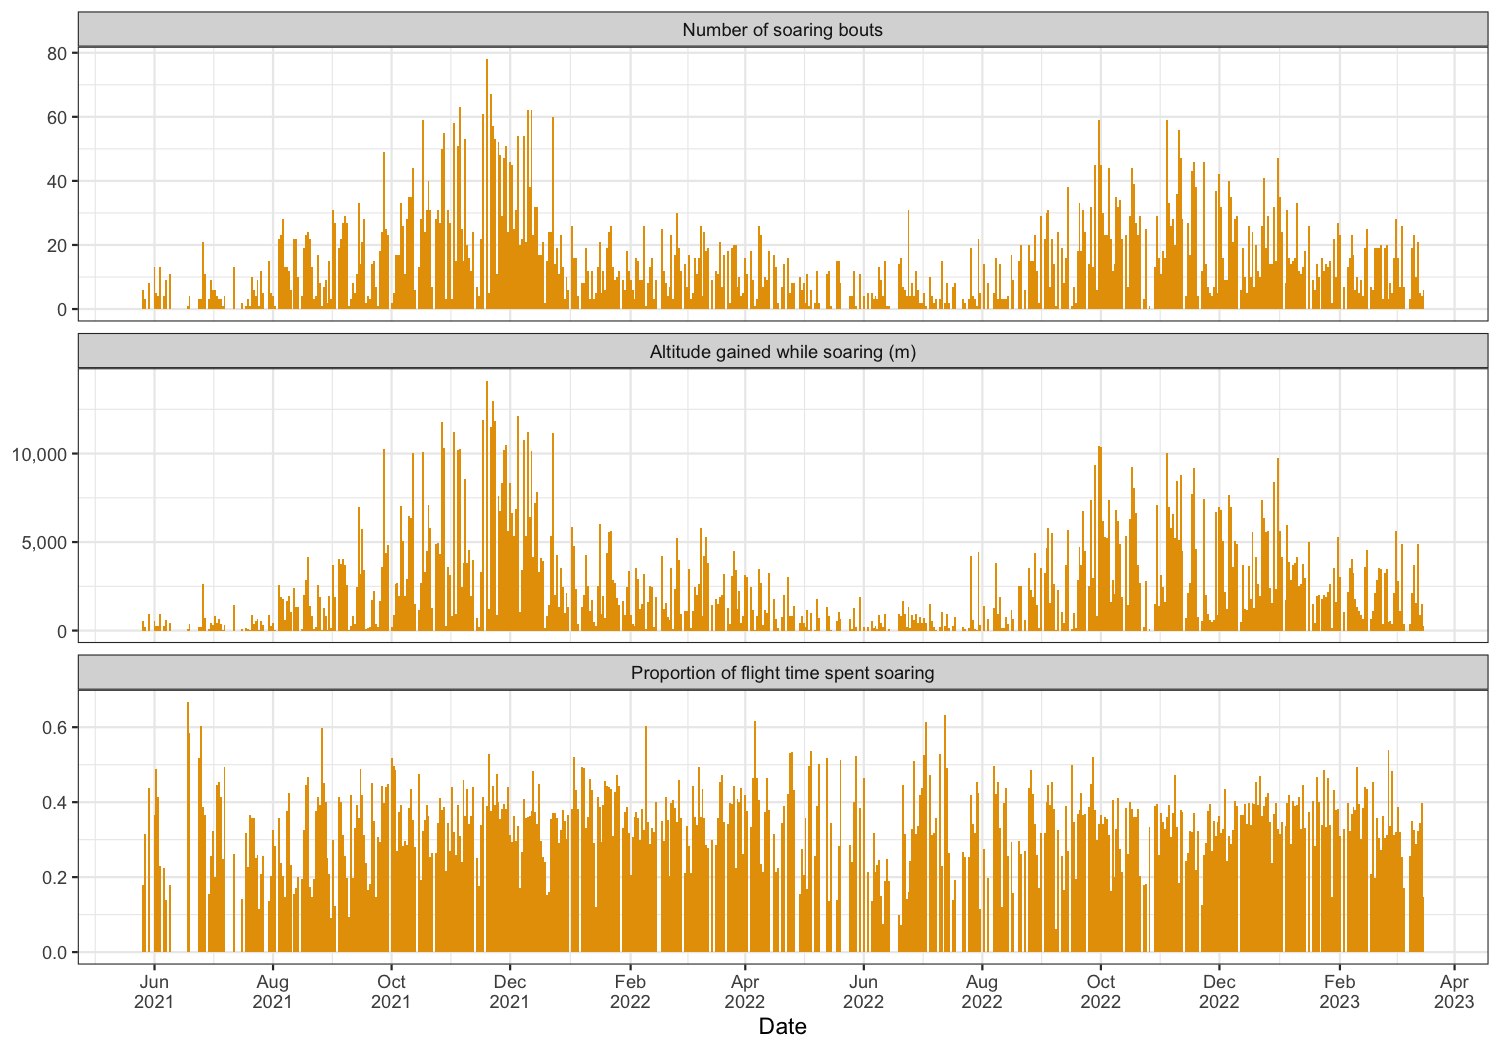 Number of soaring bouts
80
60
40
20
0
Altitude gained while soaring (m)
10,000
5,000
0
Proportion of flight time spent soaring
0.6
0.4
0.2
0.0
Jun Aug Oct Dec Feb Apr Jun Aug Oct Dec Feb Apr
2021 2021 2021 2021 2022 2022 2022 2022 2022 2022 2023 2023
Date